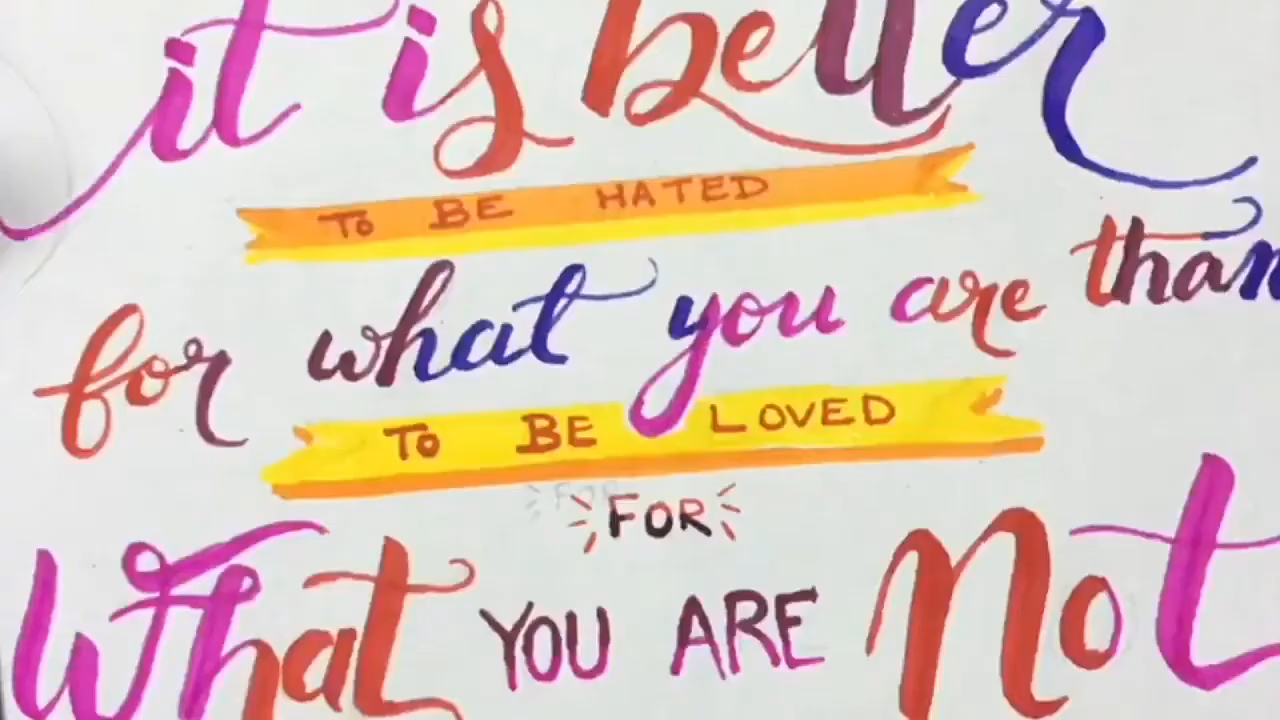 it is better
TO BE HATED
for what you are than
TO BE LOVED
FOR
What YOU ARE Not